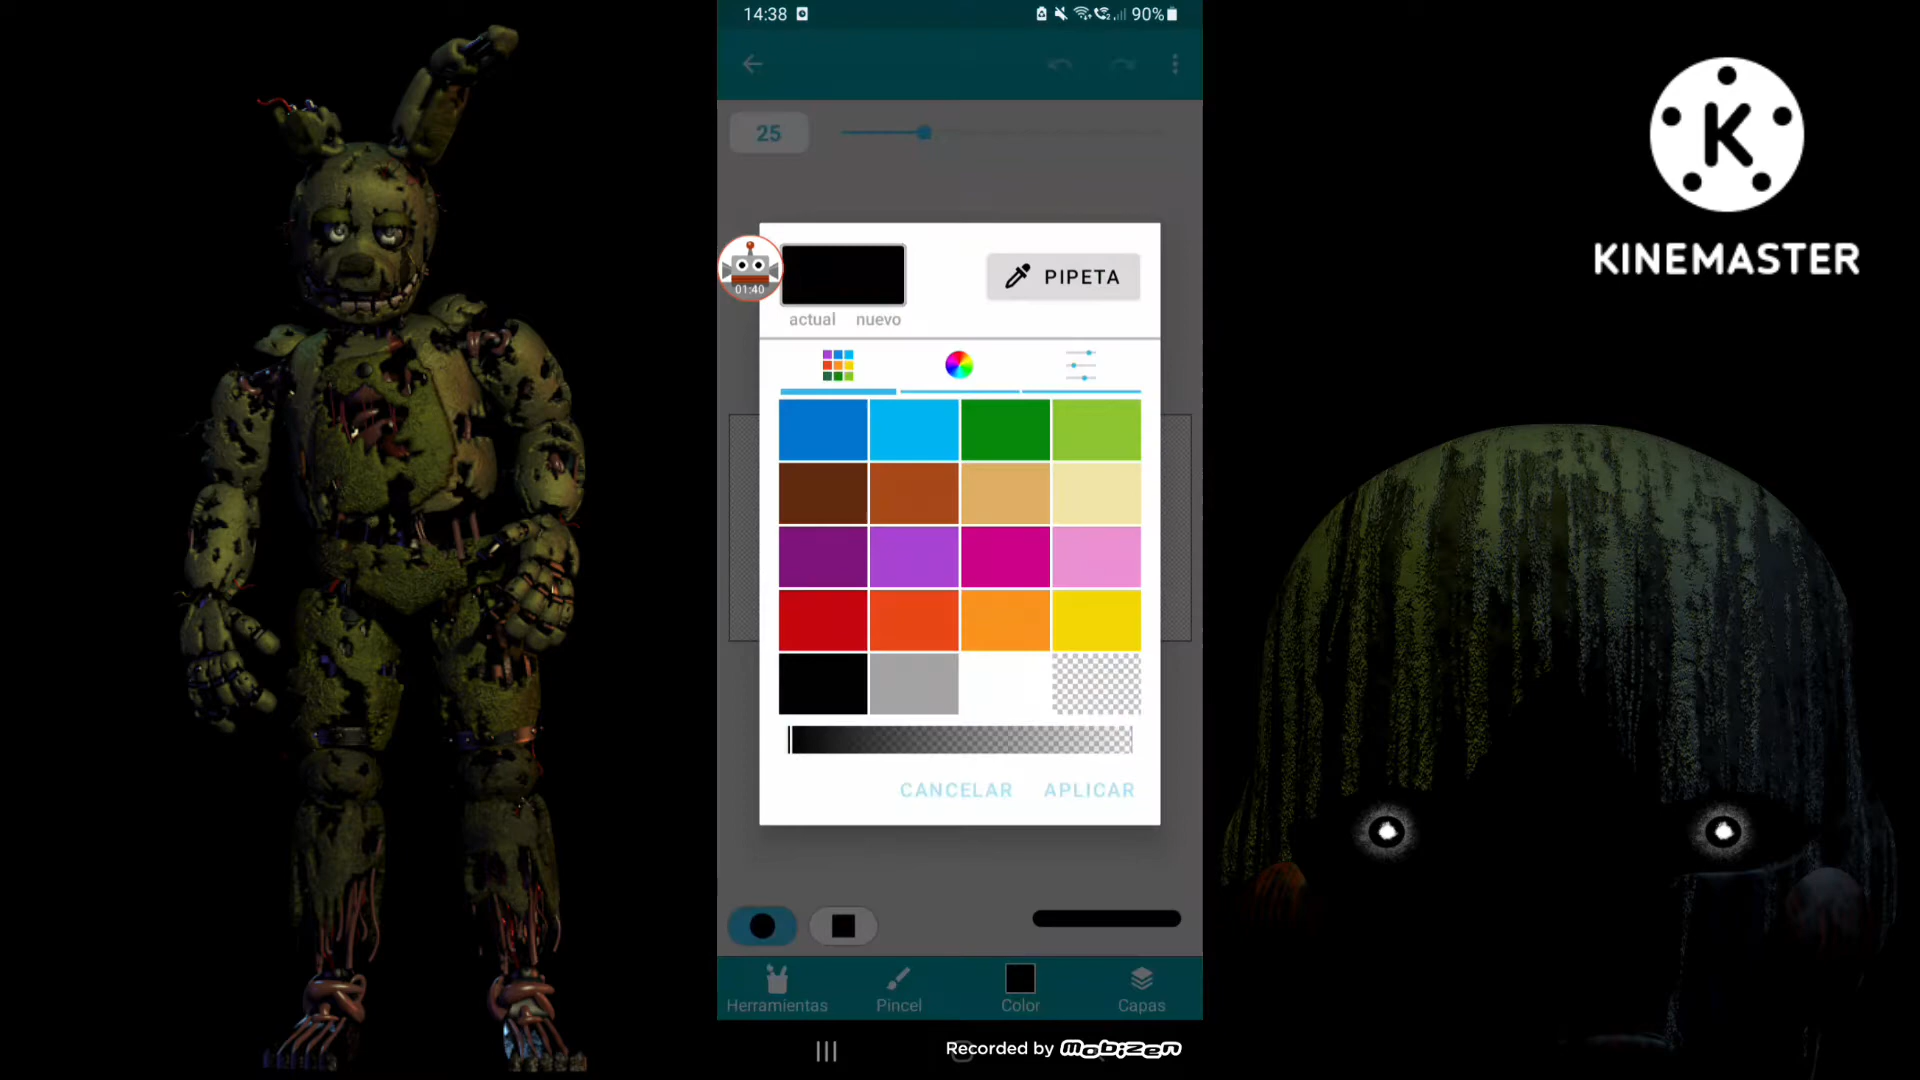 14:38
90%
25
01:40
PIPETA
actual nuevo
CANCELAR APLICAR
Herramientas Pincel Color Capas
Recorded by Mobizen
K
KINEMASTER